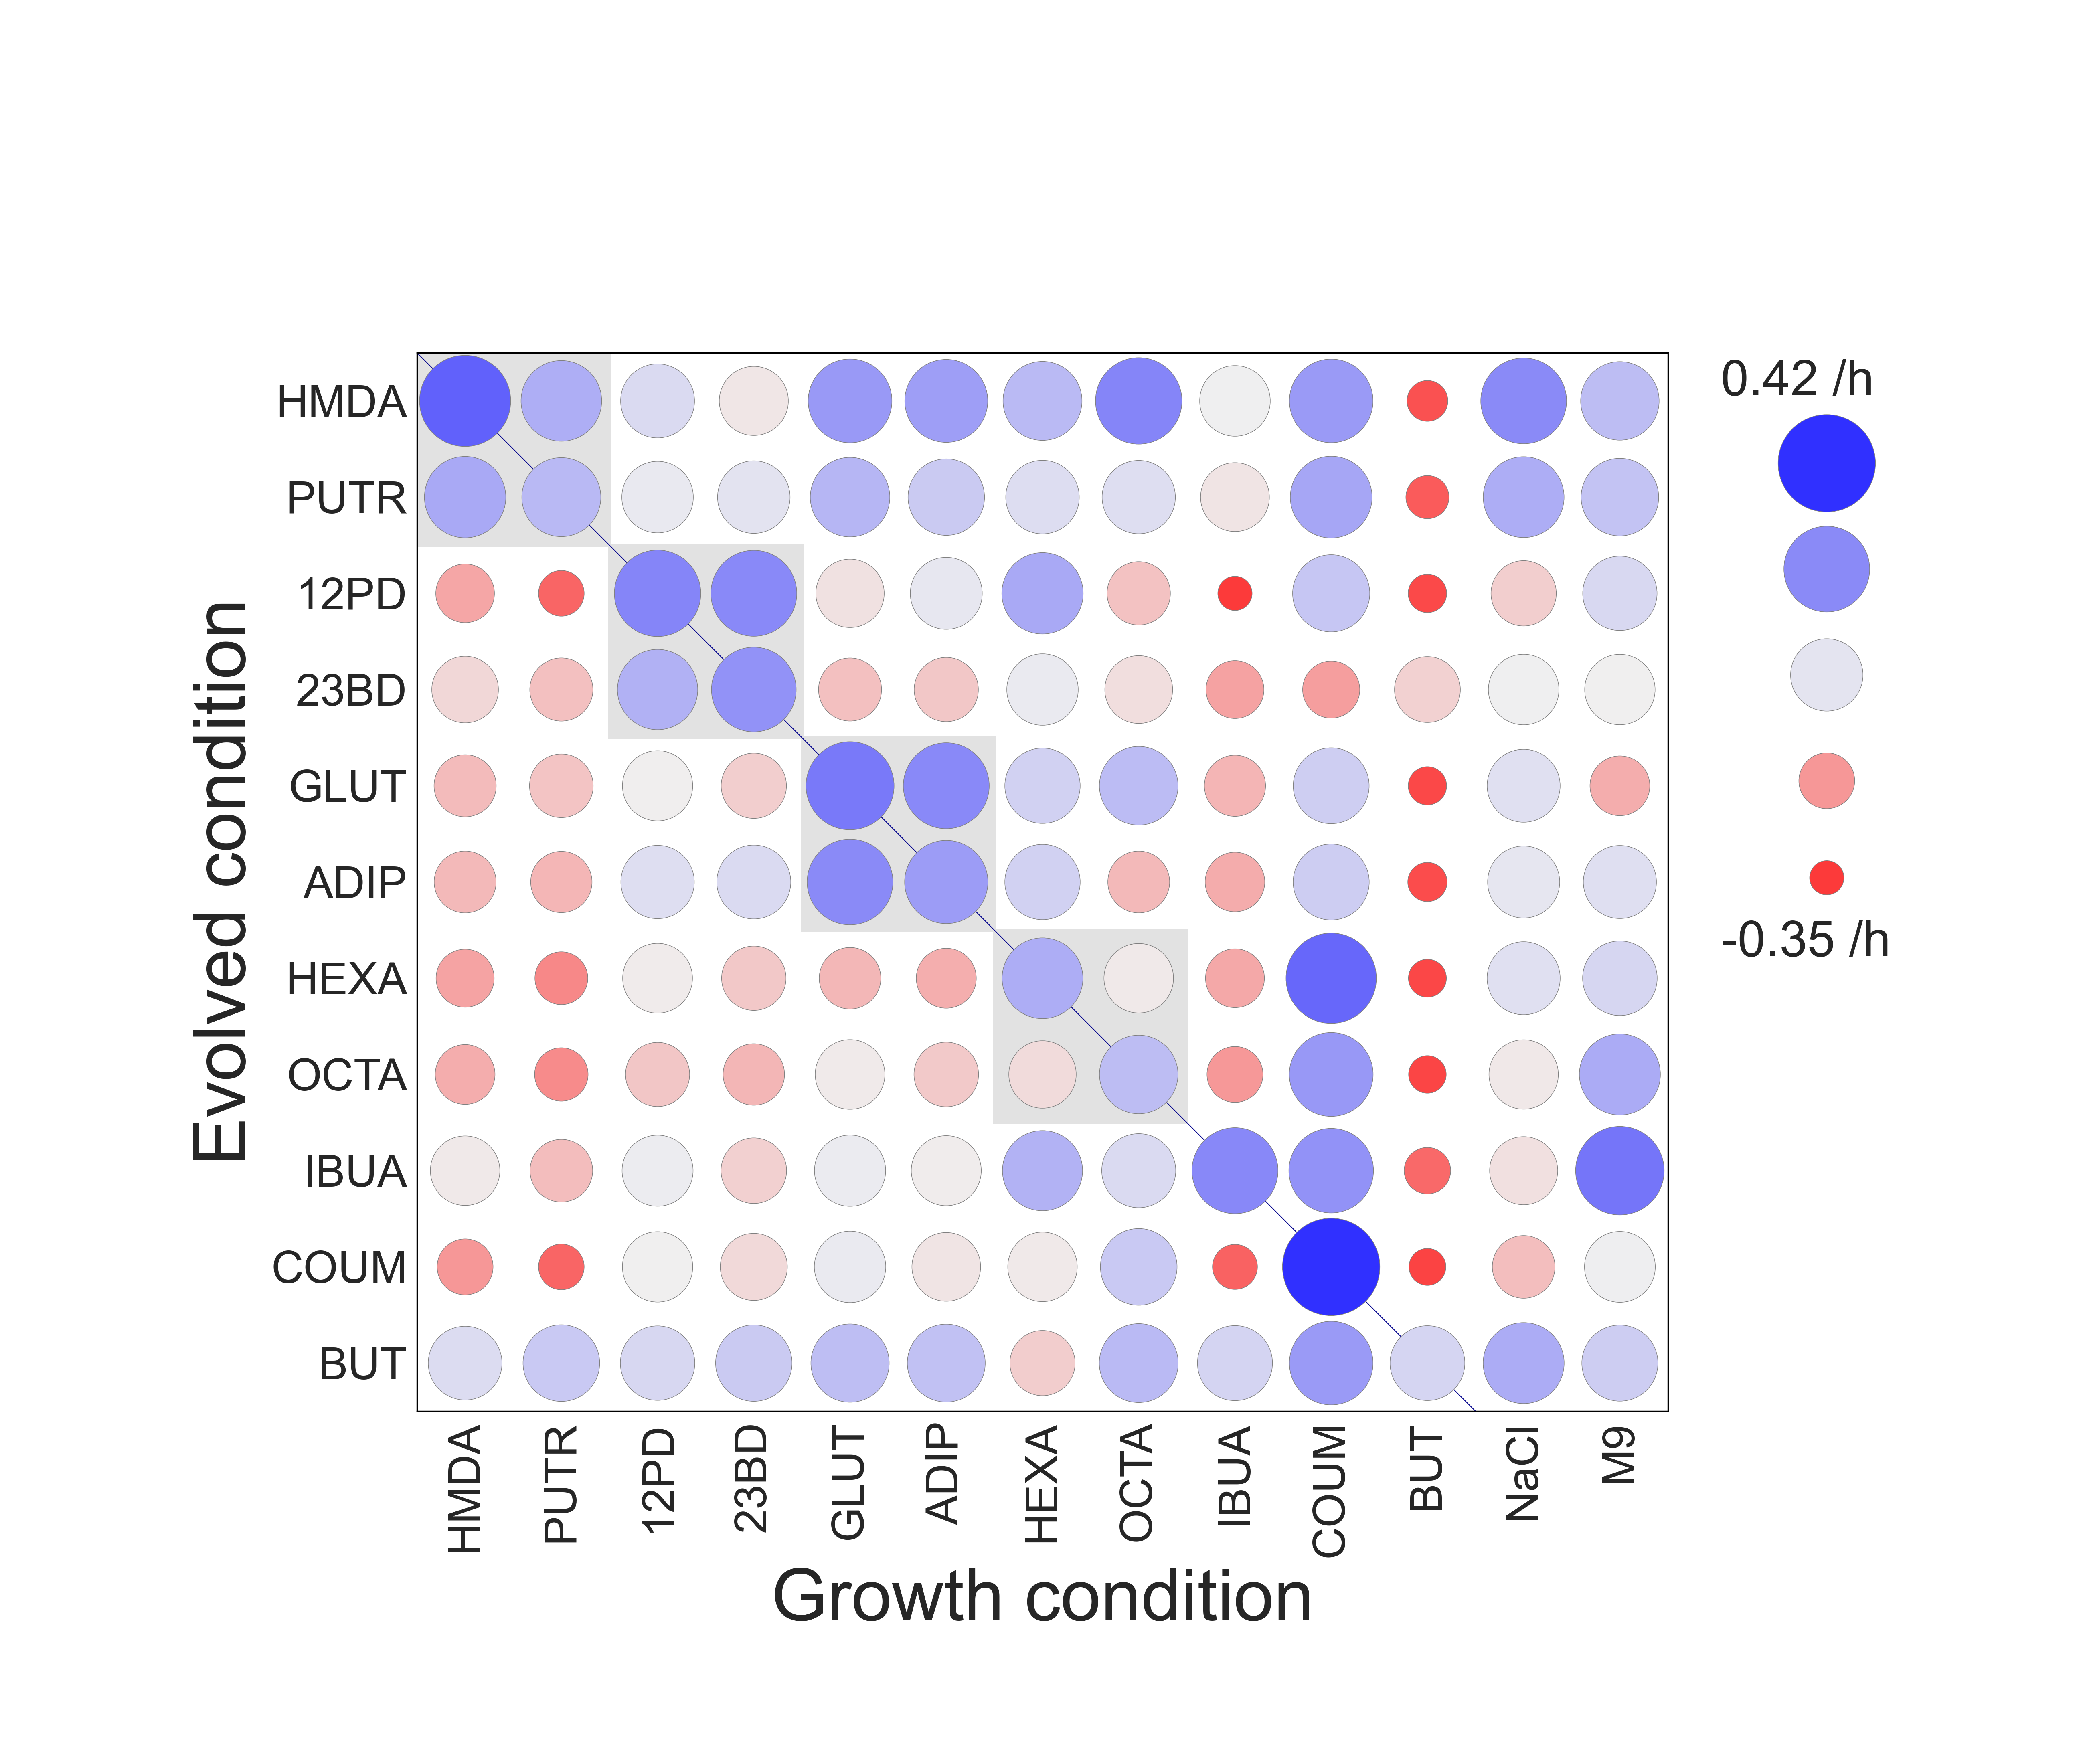 HMDA
PUTR
12PD
23BD
GLUT
ADIP
HEXA
OCTA
IBUA
COUM
BUT
Evolved condition
HMDA
PUTR
12PD
23BD
GLUT
ADIP
HEXA
OCTA
IBUA
COUM
BUT
NaCl
M9
Growth condition
0.42 /h
-0.35 /h